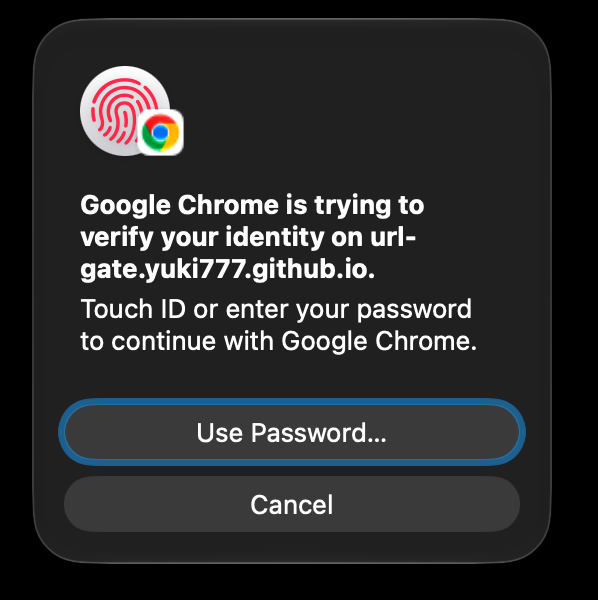 Google Chrome is trying to
verify your identity on url-
gate.yuki777.github.io.
Touch ID or enter your password
to continue with Google Chrome.
Use Password...
Cancel